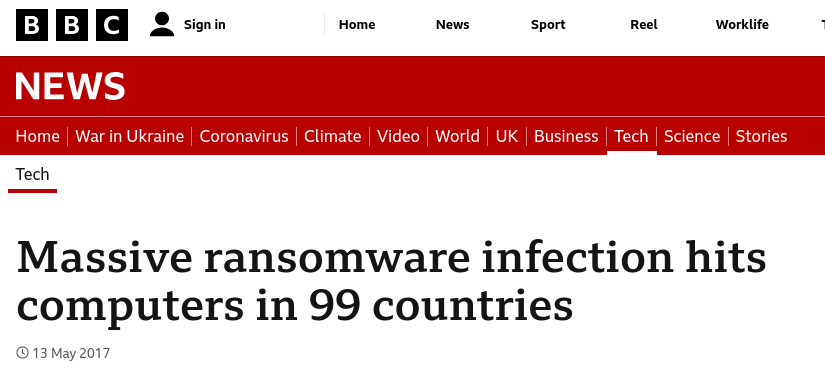 BBC Sign in Home News Sport Reel Worklife
NEWS
Home War in Ukraine Coronavirus Climate Video World UK Business Tech Science Stories
Tech
Massive ransomware infection hits
computers in 99 countries
13 May 2017